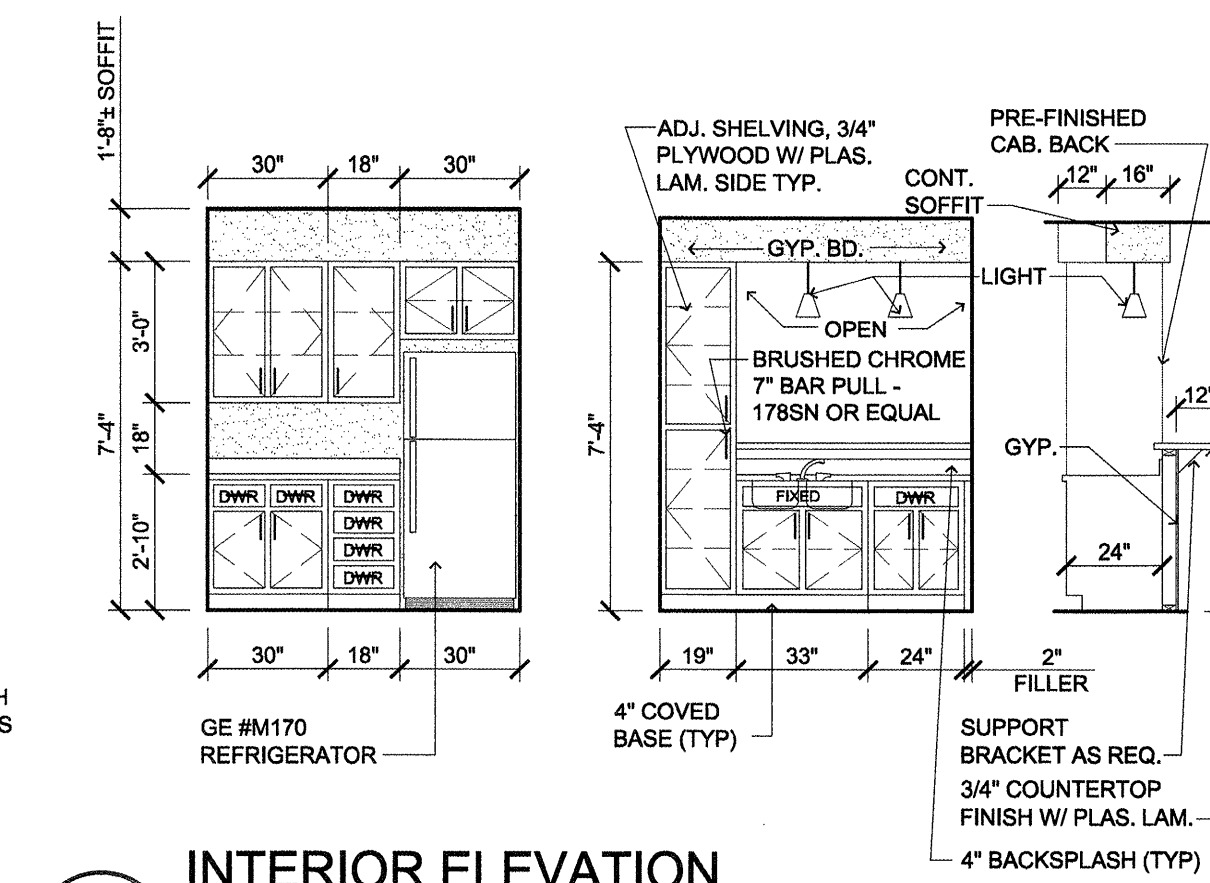 1'-8"± SOFFIT
30" 18" 30"
3'-0"
18"
7'-4"
2'-10"
DWR DWR DWR
DWR
DWR
DWR
30" 18" 30"
GE #M170
REFRIGERATOR
ADJ. SHELVING, 3/4"
PLYWOOD W/ PLAS.
LAM. SIDE TYP.
CONT.
SOFFIT
PRE-FINISHED
CAB. BACK
12" 16"
GYP. BD.
LIGHT
OPEN
BRUSHED CHROME
7" BAR PULL -
178SN OR EQUAL
7'-4"
12"
GYP.
FIXED DWR
24"
19" 33" 24" 2"
FILLER
4" COVED
BASE (TYP)
SUPPORT
BRACKET AS REQ.
3/4" COUNTERTOP
FINISH W/ PLAS. LAM.
4" BACKSPLASH (TYP)
H
S
INTERIOR ELEVATION